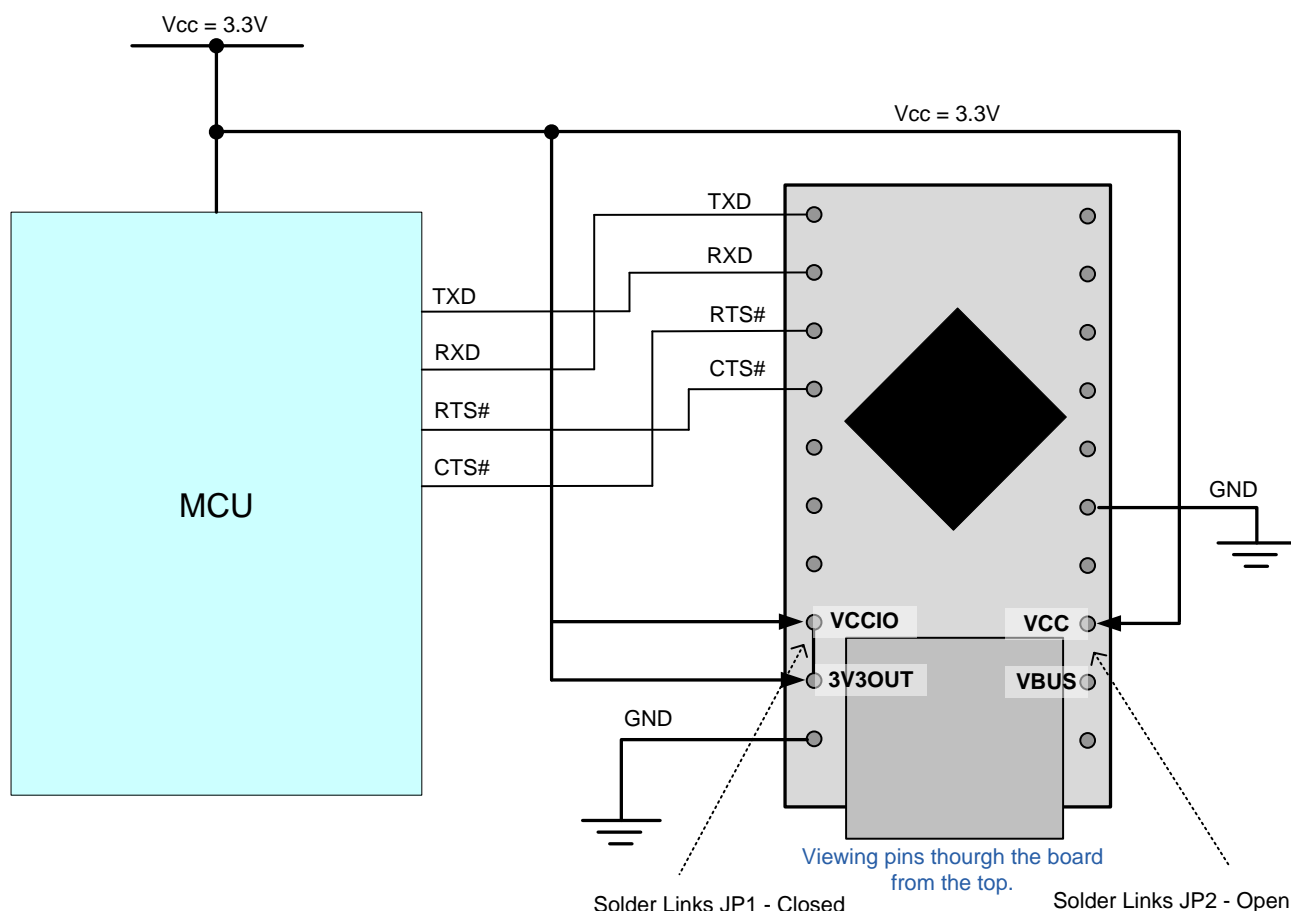 Vcc = 3.3V
Vcc = 3.3V
TXD
RXD
TXD
RTS#
RXD
CTS#
RTS#
CTS#
GND
MCU
VCCIO
VCC
3V3OUT
VBUS
GND
Viewing pins thourgh the board
from the top.
Solder Links JP1 - Closed
Solder Links JP2 - Open